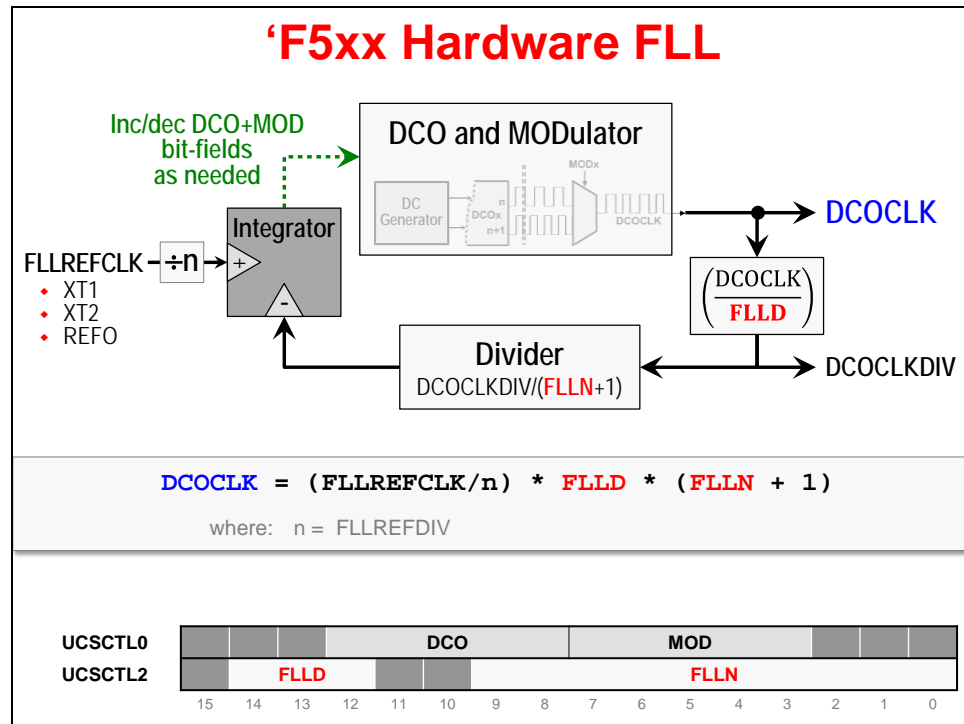 ‘F5xx Hardware FLL
Inc/dec DCO+MOD
bit-fields
as needed
DCO and MODulator
DC
Generator
DCOx
n
n+1
MODx
DCOCLK
DCOCLK
Integrator
FLLREFCLK
÷n
+
-
• XT1
• XT2
• REFO
DCOCLK
FLLD
Divider
DCOCLKDIV/(FLLN+1)
DCOCLKDIV
DCOCLK = (FLLREFCLK/n) * FLLD * (FLLN + 1)
where: n = FLLREFDIV
UCSCTL0 DCO MOD
UCSCTL2 FLLD FLLN
15 14 13 12 11 10 9 8 7 6 5 4 3 2 1 0